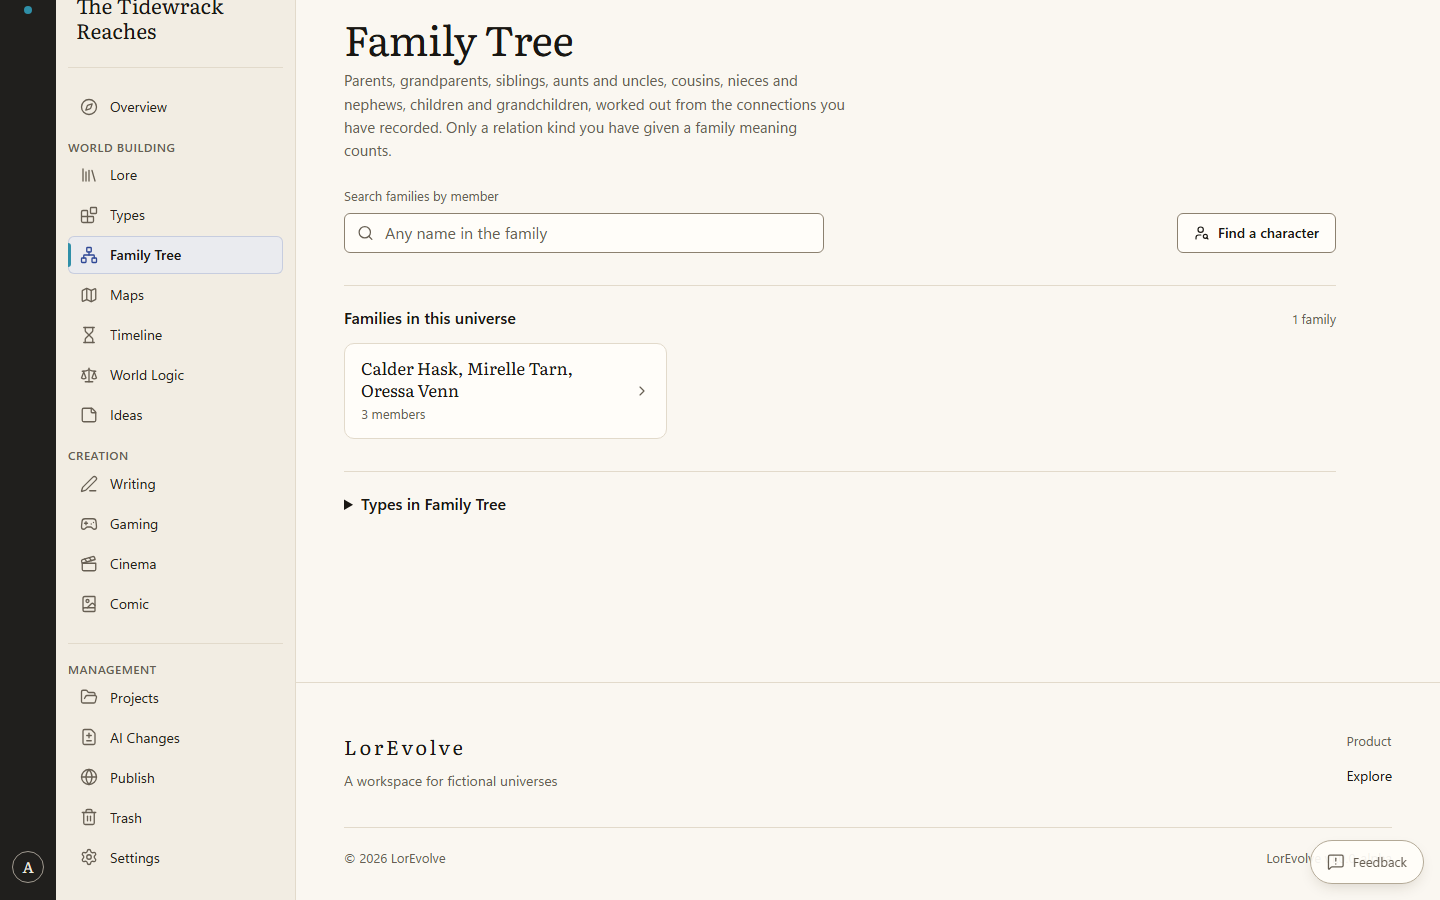 The Tidewrack
Reaches
Overview
WORLD BUILDING
Lore
Types
Family Tree
Maps
Timeline
World Logic
Ideas
CREATION
Writing
Gaming
Cinema
Comic
MANAGEMENT
Projects
AI Changes
Publish
Trash
Settings
A
Family Tree
Parents, grandparents, siblings, aunts and uncles, cousins, nieces and
nephews, children and grandchildren, worked out from the connections you
have recorded. Only a relation kind you have given a family meaning
counts.
Search families by member
Any name in the family
Find a character
Families in this universe
1 family
Calder Hask, Mirelle Tarn,
Oressa Venn
3 members
Types in Family Tree
LorEvolve
A workspace for fictional universes
Product
Explore
© 2026 LorEvolve
Feedback